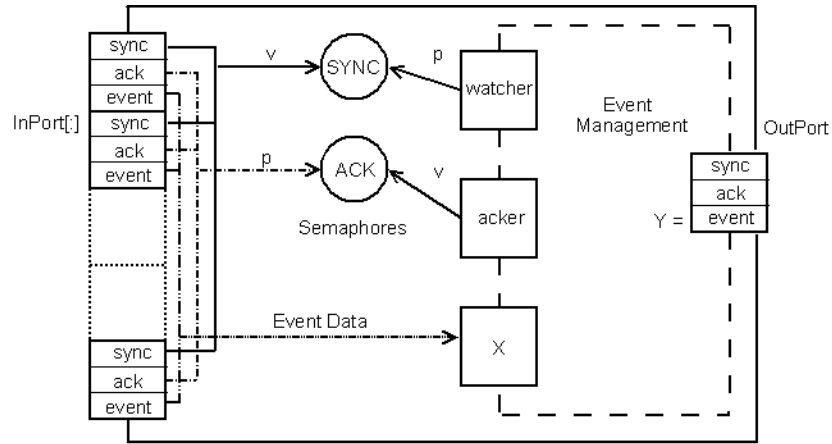 InPort[:]
sync
ack
event
sync
ack
event
sync
ack
event
v
SYNC
p
watcher
p
ACK
v
acker
Semaphores
Event Data
X
Event
Management
OutPort
sync
ack
Y = event